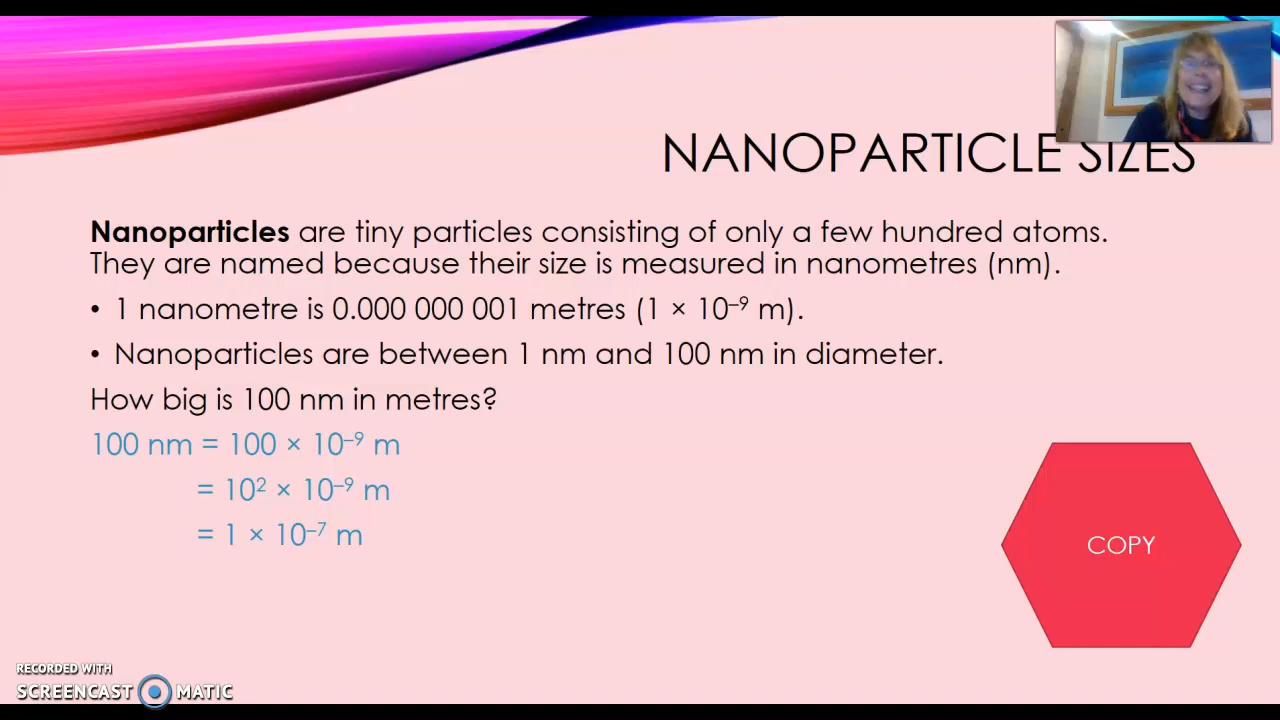 NANOPARTICLE SIZES
Nanoparticles are tiny particles consisting of only a few hundred atoms.
They are named because their size is measured in nanometres (nm).
• 1 nanometre is 0.000 000 001 metres (1 × 10⁻⁹ m).
• Nanoparticles are between 1 nm and 100 nm in diameter.
How big is 100 nm in metres?
100 nm = 100 × 10⁻⁹ m
= 10² × 10⁻⁹ m
= 1 × 10⁻⁷ m
COPY
RECORDED WITH
SCREENCAST MATIC